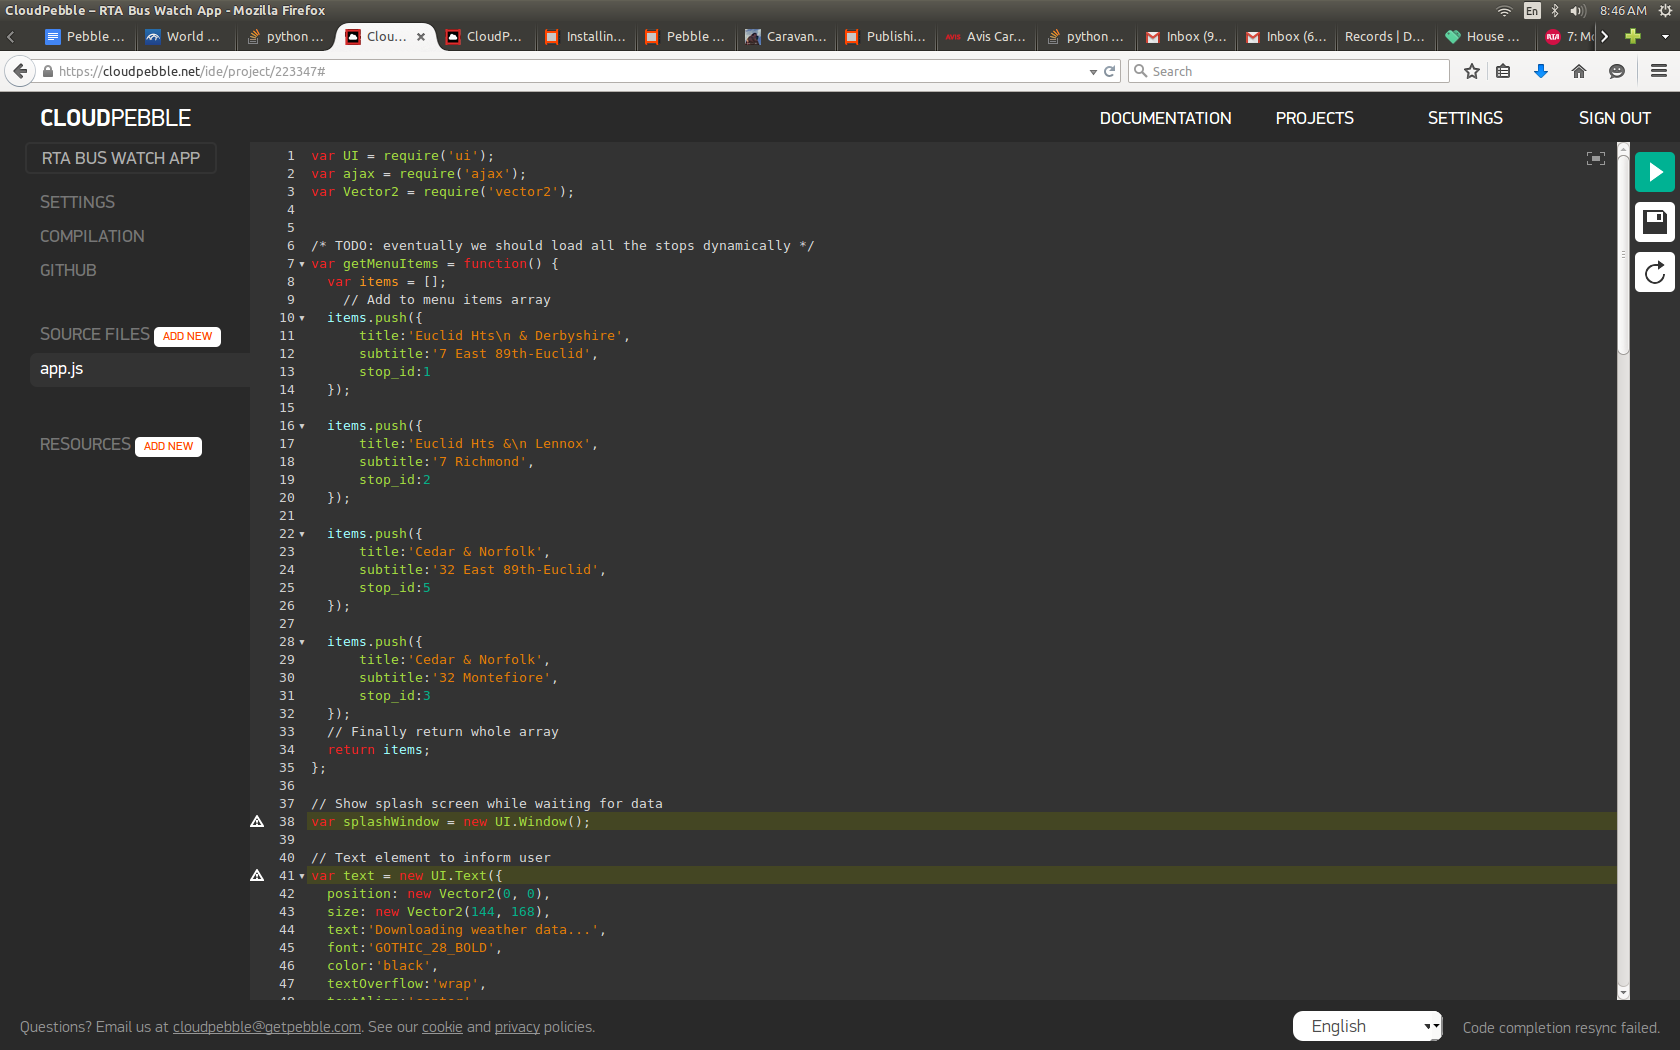 CloudPebble – RTA Bus Watch App - Mozilla Firefox
En
8:46 AM
Pebble ...
World ...
python ...
Clou...
CloudP...
Installin...
Pebble ...
Caravan...
Publishi...
AVIS
Avis Car...
python ...
Inbox (9...
Inbox (6...
Records | D...
House ...
RTA
7: Mo
https://cloudpebble.net/ide/project/223347#
Search
CLOUDPEBBLE
DOCUMENTATION
PROJECTS
SETTINGS
SIGN OUT
RTA BUS WATCH APP
SETTINGS
COMPILATION
GITHUB
SOURCE FILES ADD NEW
app.js
RESOURCES ADD NEW
1 var UI = require('ui');
2 var ajax = require('ajax');
3 var Vector2 = require('vector2');
4
5
6 /* TODO: eventually we should load all the stops dynamically */
7 var getMenuItems = function() {
8 var items = [];
9 // Add to menu items array
10 items.push({
11 title:'Euclid Hts\n & Derbyshire',
12 subtitle:'7 East 89th-Euclid',
13 stop_id:1
14 });
15
16 items.push({
17 title:'Euclid Hts &\n Lennox',
18 subtitle:'7 Richmond',
19 stop_id:2
20 });
21
22 items.push({
23 title:'Cedar & Norfolk',
24 subtitle:'32 East 89th-Euclid',
25 stop_id:5
26 });
27
28 items.push({
29 title:'Cedar & Norfolk',
30 subtitle:'32 Montefiore',
31 stop_id:3
32 });
33 // Finally return whole array
34 return items;
35 };
36
37 // Show splash screen while waiting for data
38 var splashWindow = new UI.Window();
39
40 // Text element to inform user
41 var text = new UI.Text({
42 position: new Vector2(0, 0),
43 size: new Vector2(144, 168),
44 text:'Downloading weather data...',
45 font:'GOTHIC_28_BOLD',
46 color:'black',
47 textOverflow:'wrap',
48 textAlign:'center'
Questions? Email us at cloudpebble@getpebble.com. See our cookie and privacy policies.
English
Code completion resync failed.